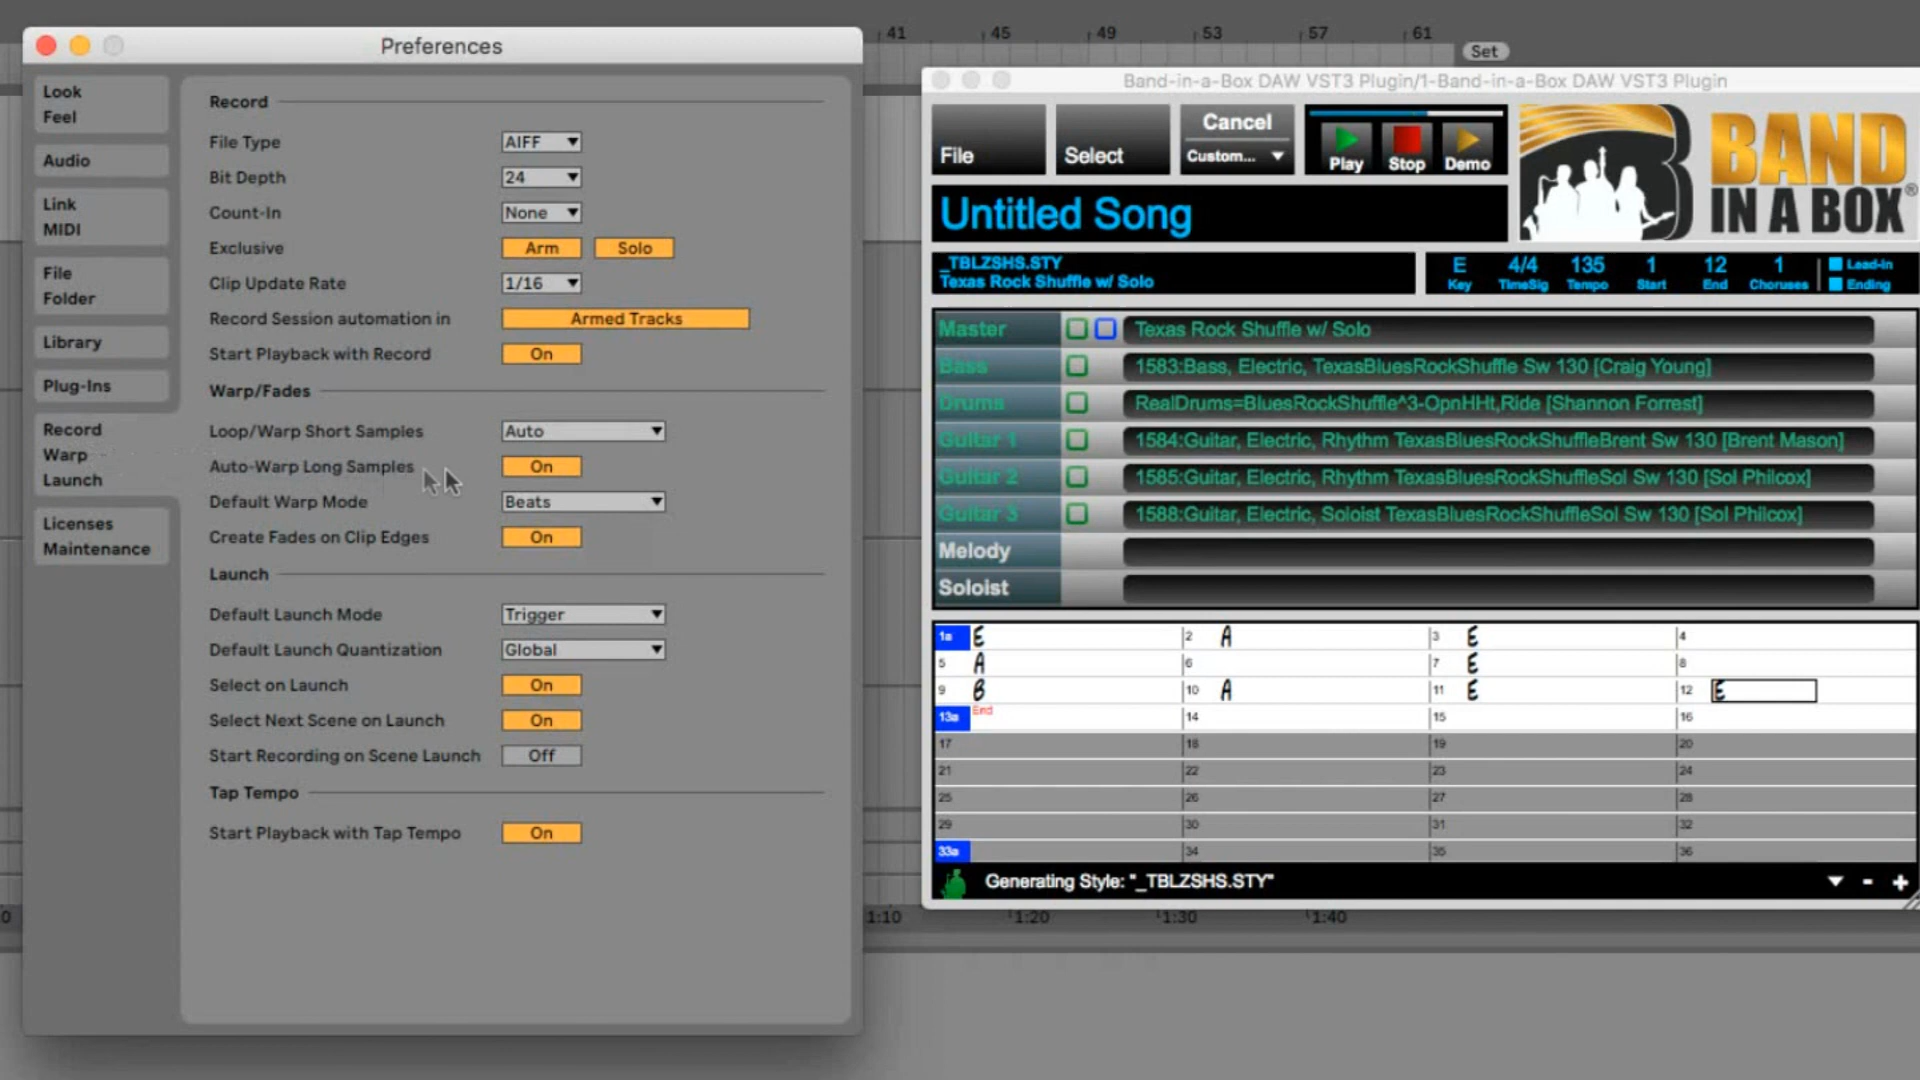 Preferences
Look
Feel
Audio
Link
MIDI
File
Folder
Library
Plug-Ins
Record
Warp
Launch
Licenses
Maintenance
Record
File Type AIFF
Bit Depth 24
Count-In None
Exclusive Arm Solo
Clip Update Rate 1/16
Record Session automation in Armed Tracks
Start Playback with Record On
Warp/Fades
Loop/Warp Short Samples Auto
Auto-Warp Long Samples On
Default Warp Mode Beats
Create Fades on Clip Edges On
Launch
Default Launch Mode Trigger
Default Launch Quantization Global
Select on Launch On
Select Next Scene on Launch On
Start Recording on Scene Launch Off
Tap Tempo
Start Playback with Tap Tempo On
41 45 49 53 57 61
Set
Band-in-a-Box DAW VST3 Plugin/1-Band-in-a-Box DAW VST3 Plugin
File Select Cancel
Custom... Play Stop Demo
BAND
IN A BOX®
Untitled Song
_TBLZSHS.STY
Texas Rock Shuffle w/ Solo
E 4/4 135 1 12 1 Lead-in
Key TimeSig Tempo Start End Choruses Ending
Master Texas Rock Shuffle w/ Solo
Bass 1583:Bass, Electric, TexasBluesRockShuffle Sw 130 [Craig Young]
Drums RealDrums=BluesRockShuffle^3-OpnHHt,Ride [Shannon Forrest]
Guitar 1 1584:Guitar, Electric, Rhythm TexasBluesRockShuffleBrent Sw 130 [Brent Mason]
Guitar 2 1585:Guitar, Electric, Rhythm TexasBluesRockShuffleSol Sw 130 [Sol Philcox]
Guitar 3 1588:Guitar, Electric, Soloist TexasBluesRockShuffleSol Sw 130 [Sol Philcox]
Melody
Soloist
1a E 2 A 3 E 4
5 A 6 7 E 8
9 B 10 A 11 E 12 E
13a End 14 15 16
17 18 19 20
21 22 23 24
25 26 27 28
29 30 31 32
33a 34 35 36
Generating Style: "_TBLZSHS.STY" - +
0 1:10 1:20 1:30 1:40